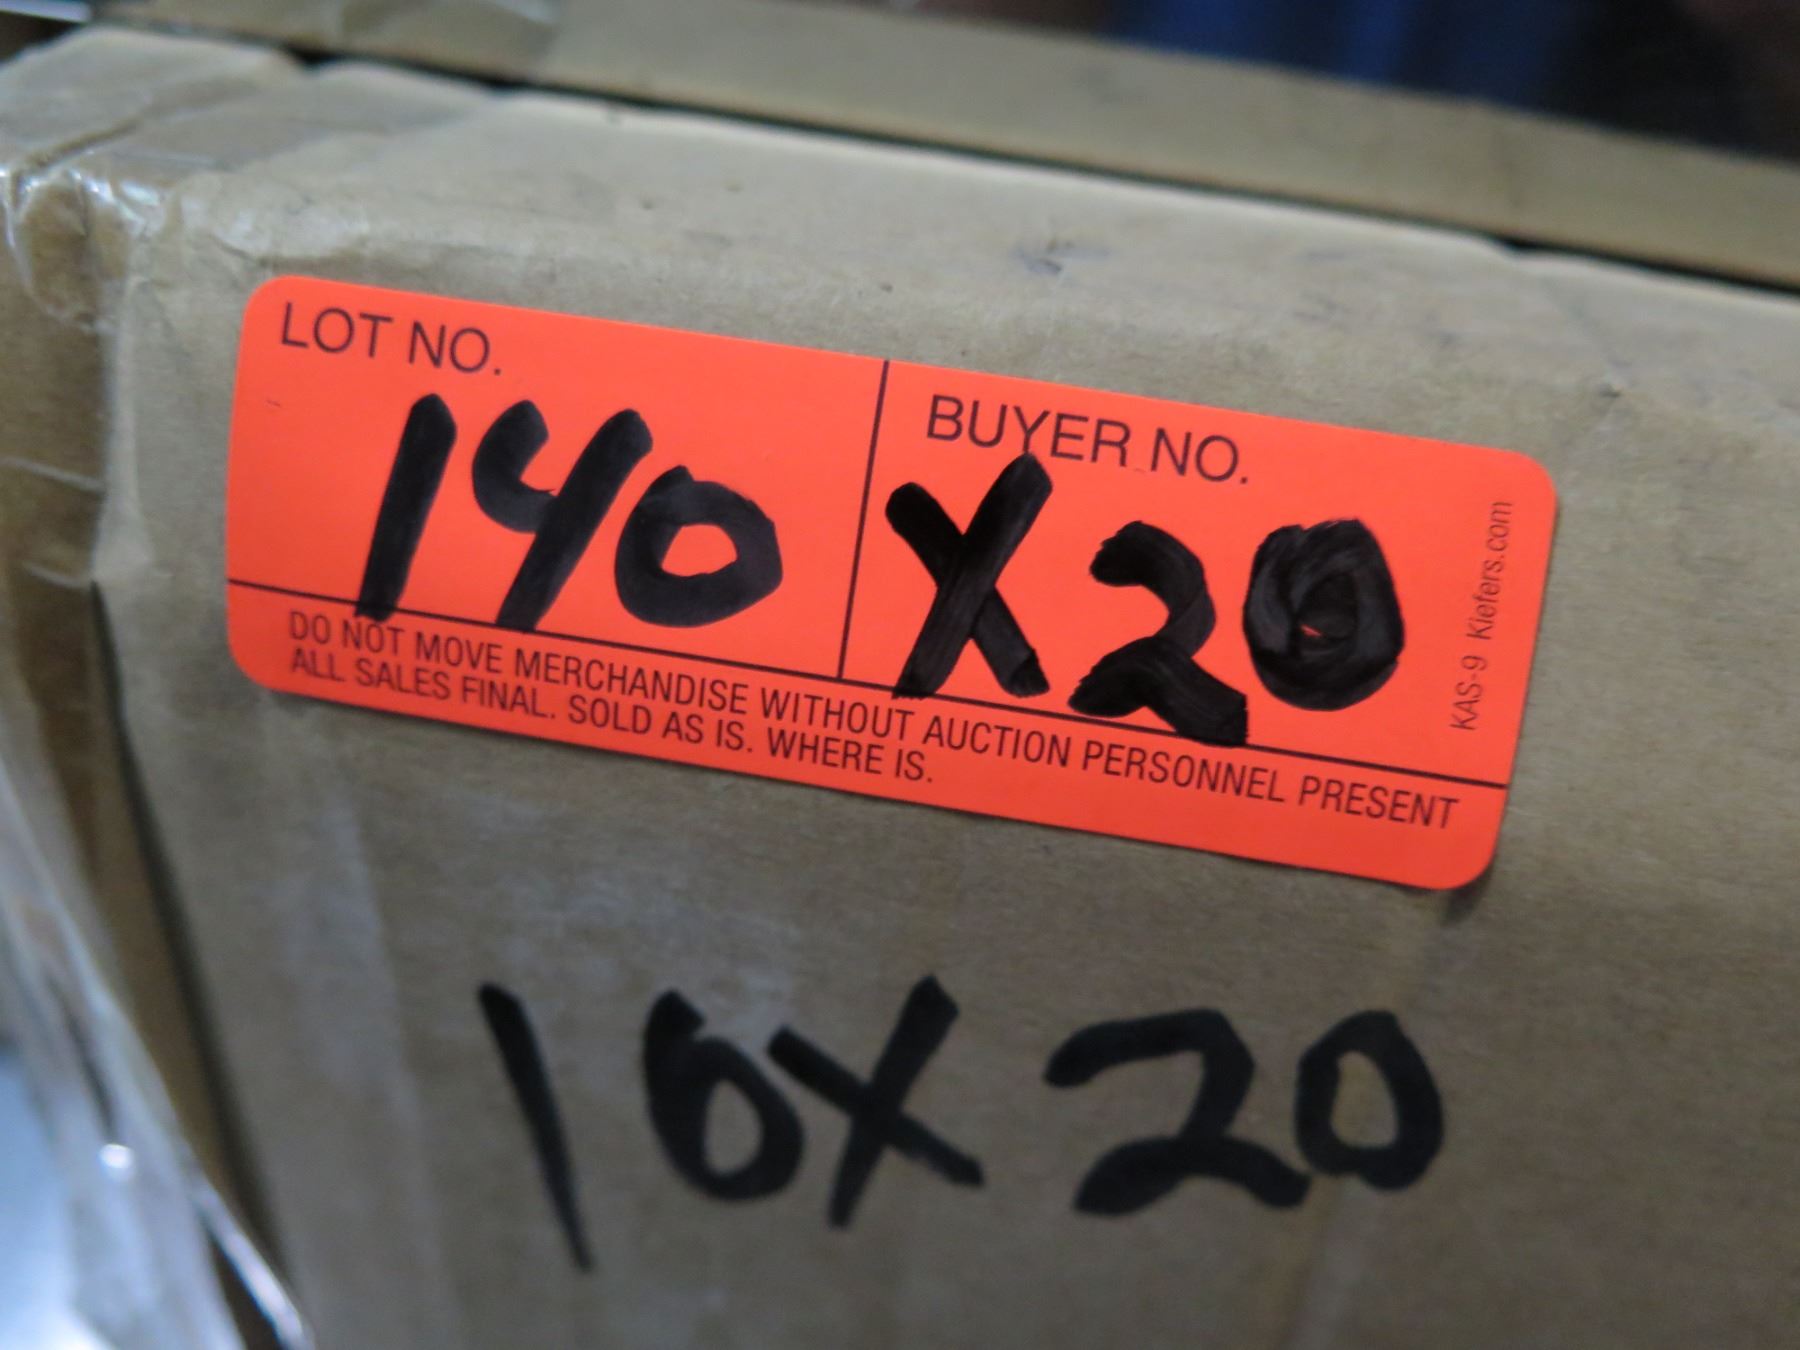 LOT NO.
140
BUYER NO.
X20
KAS-9 Kiefers.com
DO NOT MOVE MERCHANDISE WITHOUT AUCTION PERSONNEL PRESENT
ALL SALES FINAL. SOLD AS IS. WHERE IS.
10X20